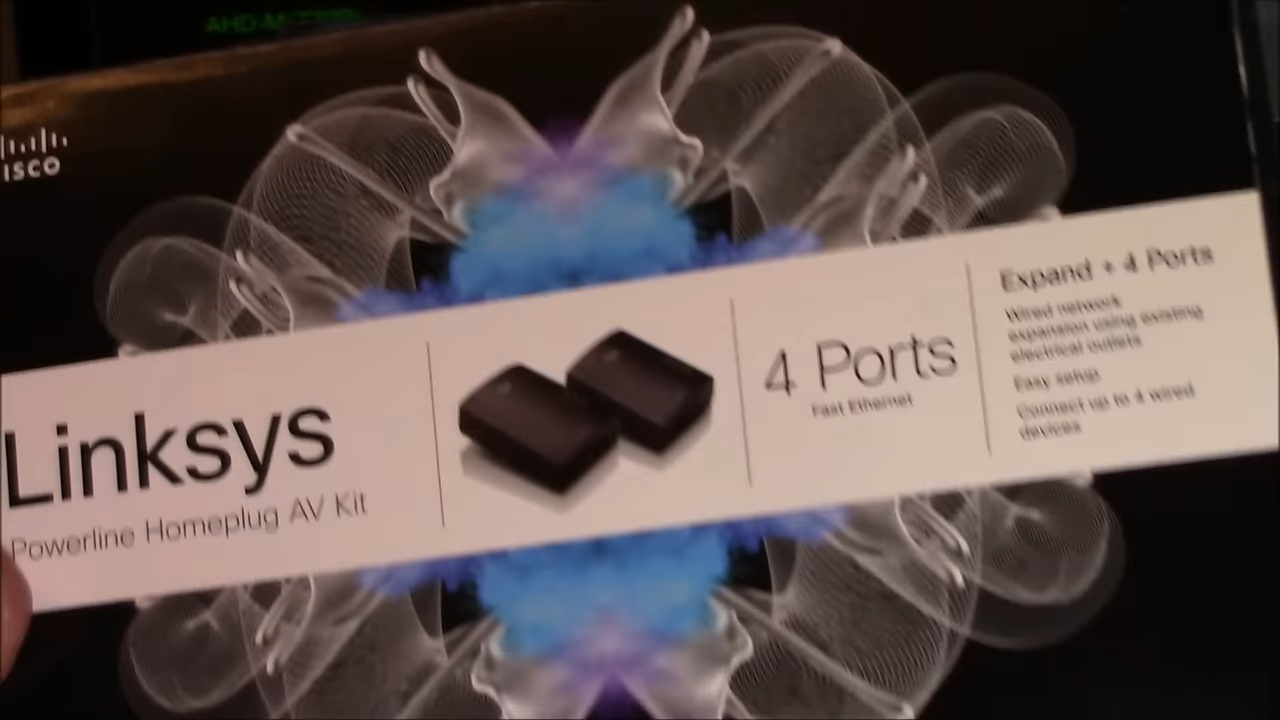 ISCO
Linksys
Powerline Homeplug AV Kit
4 Ports
Fast Ethernet
Expand + 4 Ports
Wired network
expansion using existing
electrical outlets
Easy setup
Connect up to 4 wired
devices